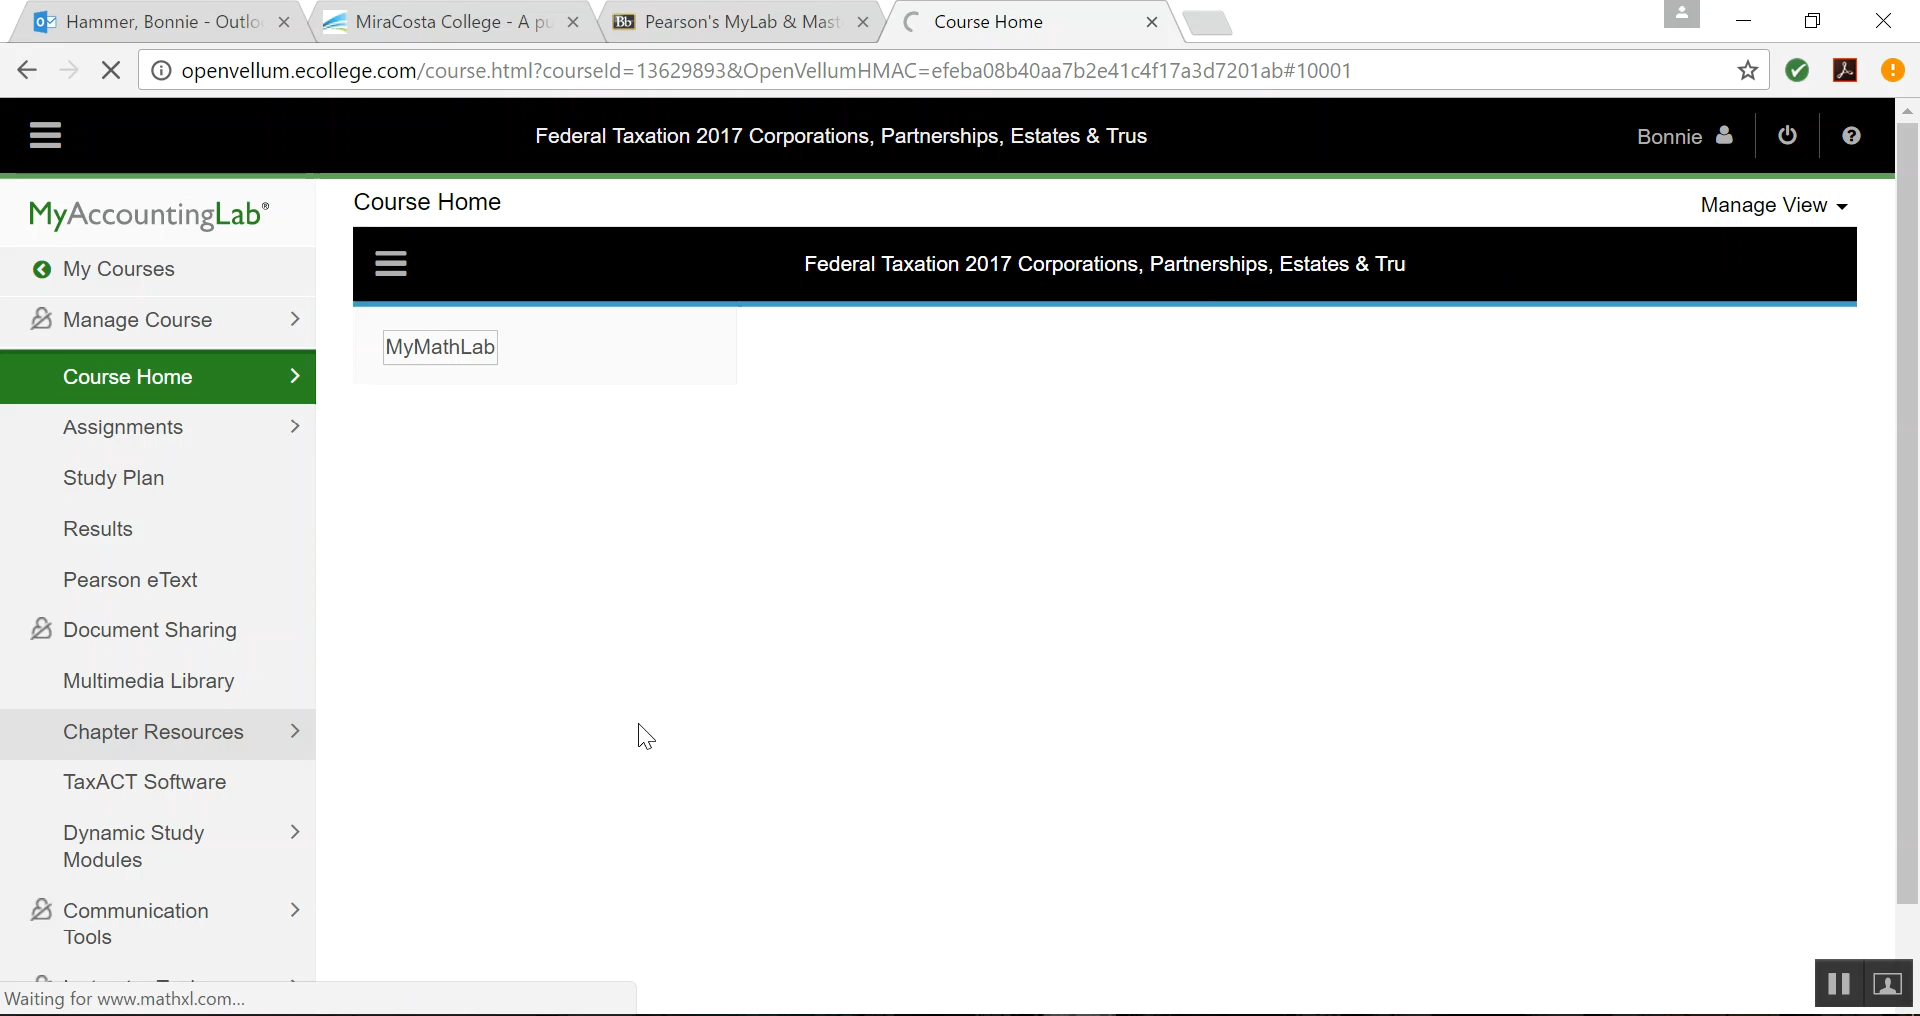 Hammer, Bonnie - Outlo
MiraCosta College - A pu
Bb Pearson's MyLab & Mast
Course Home
openvellum.ecollege.com/course.html?courseId=13629893&OpenVellumHMAC=efeba08b40aa7b2e41c4f17a3d7201ab#10001
Federal Taxation 2017 Corporations, Partnerships, Estates & Trus
Bonnie
MyAccountingLab®
Course Home
Manage View
My Courses
Federal Taxation 2017 Corporations, Partnerships, Estates & Tru
Manage Course
MyMathLab
Course Home
Assignments
Study Plan
Results
Pearson eText
Document Sharing
Multimedia Library
Chapter Resources
TaxACT Software
Dynamic Study
Modules
Communication
Tools
Waiting for www.mathxl.com...